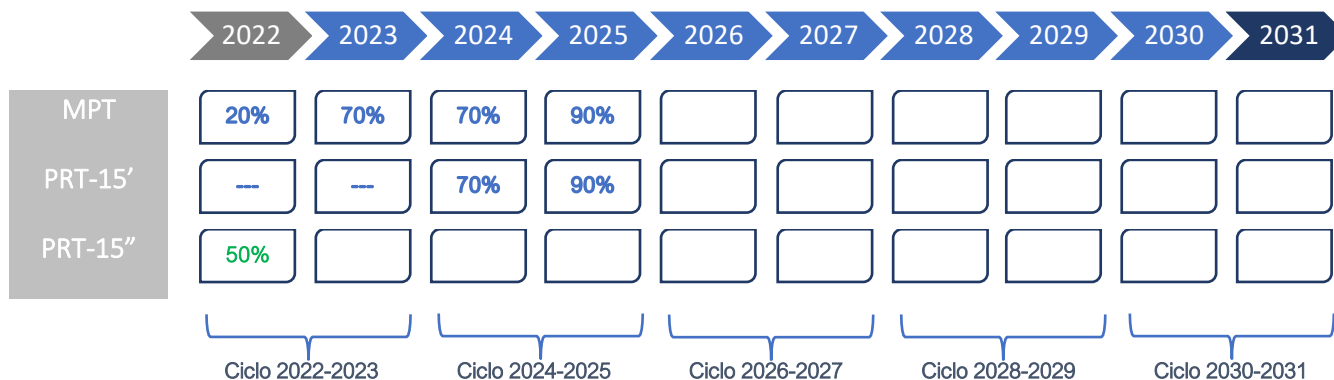 2022 2023 2024 2025 2026 2027 2028 2029 2030 2031
MPT 20% 70% 70% 90%
PRT-15’ --- --- 70% 90%
PRT-15” 50%
Ciclo 2022-2023 Ciclo 2024-2025 Ciclo 2026-2027 Ciclo 2028-2029 Ciclo 2030-2031